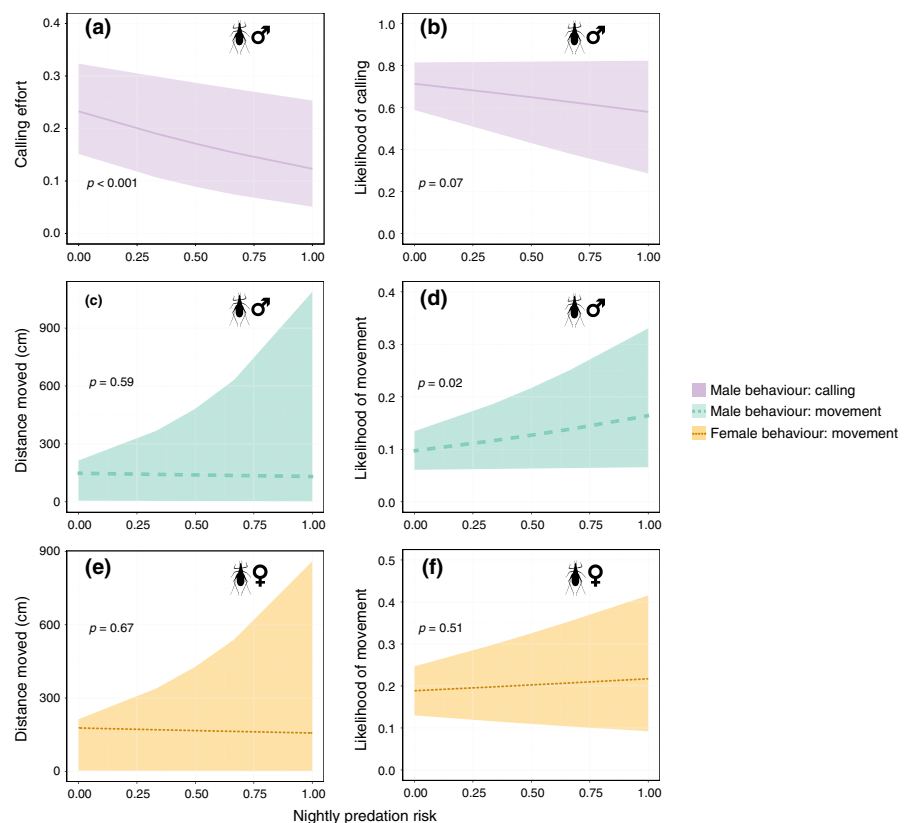 (a) ♂
Calling effort
0.4
0.3
0.2
0.1
0.0
p < 0.001
0.00 0.25 0.50 0.75 1.00
(b) ♂
Likelihood of calling
1.0
0.8
0.6
0.4
0.2
0.0
p = 0.07
0.00 0.25 0.50 0.75 1.00
(c) ♂
Distance moved (cm)
900
600
300
0
p = 0.59
0.00 0.25 0.50 0.75 1.00
(d) ♂
Likelihood of movement
0.4
0.3
0.2
0.1
0.0
p = 0.02
0.00 0.25 0.50 0.75 1.00
Male behaviour: calling
Male behaviour: movement
Female behaviour: movement
(e) ♀
Distance moved (cm)
900
600
300
0
p = 0.67
0.00 0.25 0.50 0.75 1.00
(f) ♀
Likelihood of movement
0.5
0.4
0.3
0.2
0.1
0.0
p = 0.51
0.00 0.25 0.50 0.75 1.00
Nightly predation risk